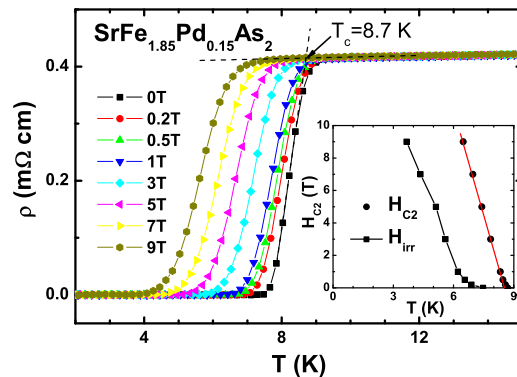 SrFe1.85Pd0.15As2
Tc=8.7 K
0.4
0.2
0.0
ρ (mΩ cm)
0T
0.2T
0.5T
1T
3T
5T
7T
9T
10
8
6
4
2
0
HC2 (T)
HC2
Hirr
0 3 6 9
T (K)
4 8 12
T (K)